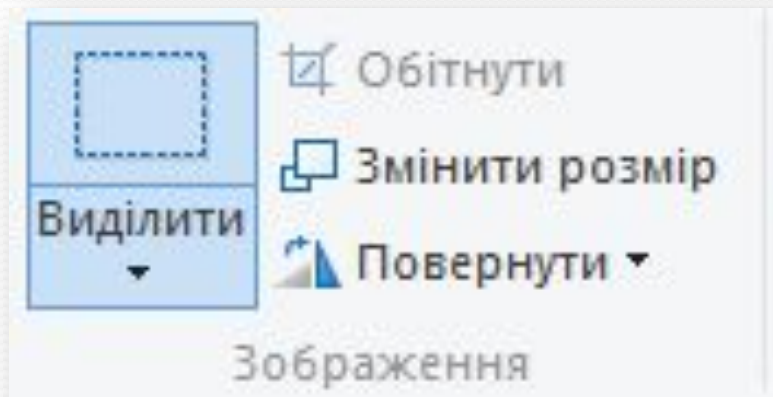 Обітнути
Змінити розмір
Виділити
Повернути
Зображення